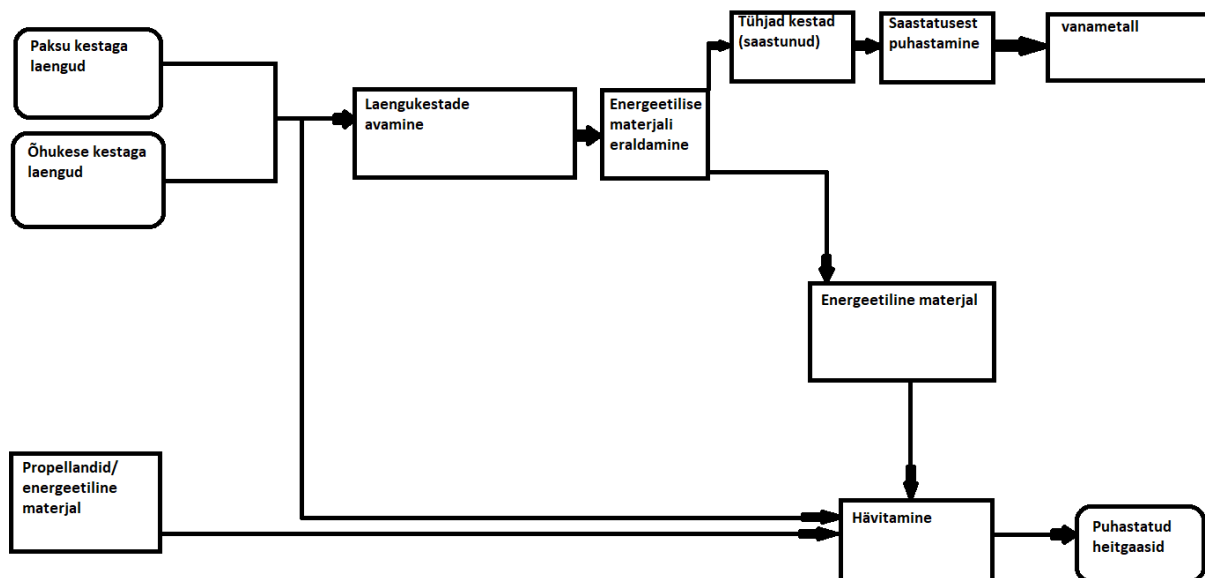 Paksu kestaga
laengud
Õhukese kestaga
laengud
Laengukestade
avamine
Energeetilise
materjali
eraldamine
Tühjad kestad
(saastunud)
Saastatusest
puhastamine
vanametall
Energeetiline materjal
Propellandid/
energeetiline
materjal
Hävitamine
Puhastatud
heitgaasid